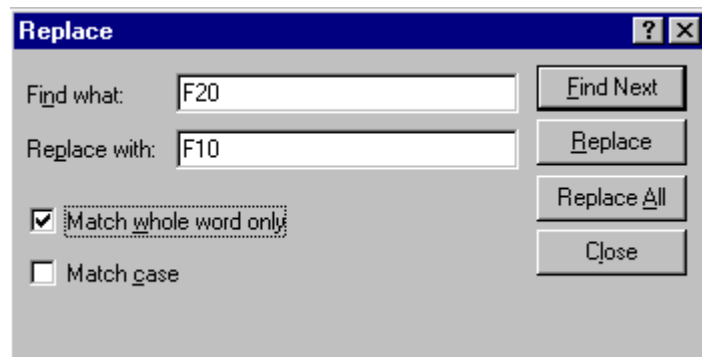 Replace ? X
Find what: F20 Find Next
Replace with: F10 Replace
Replace All
Match whole word only
Close
Match case